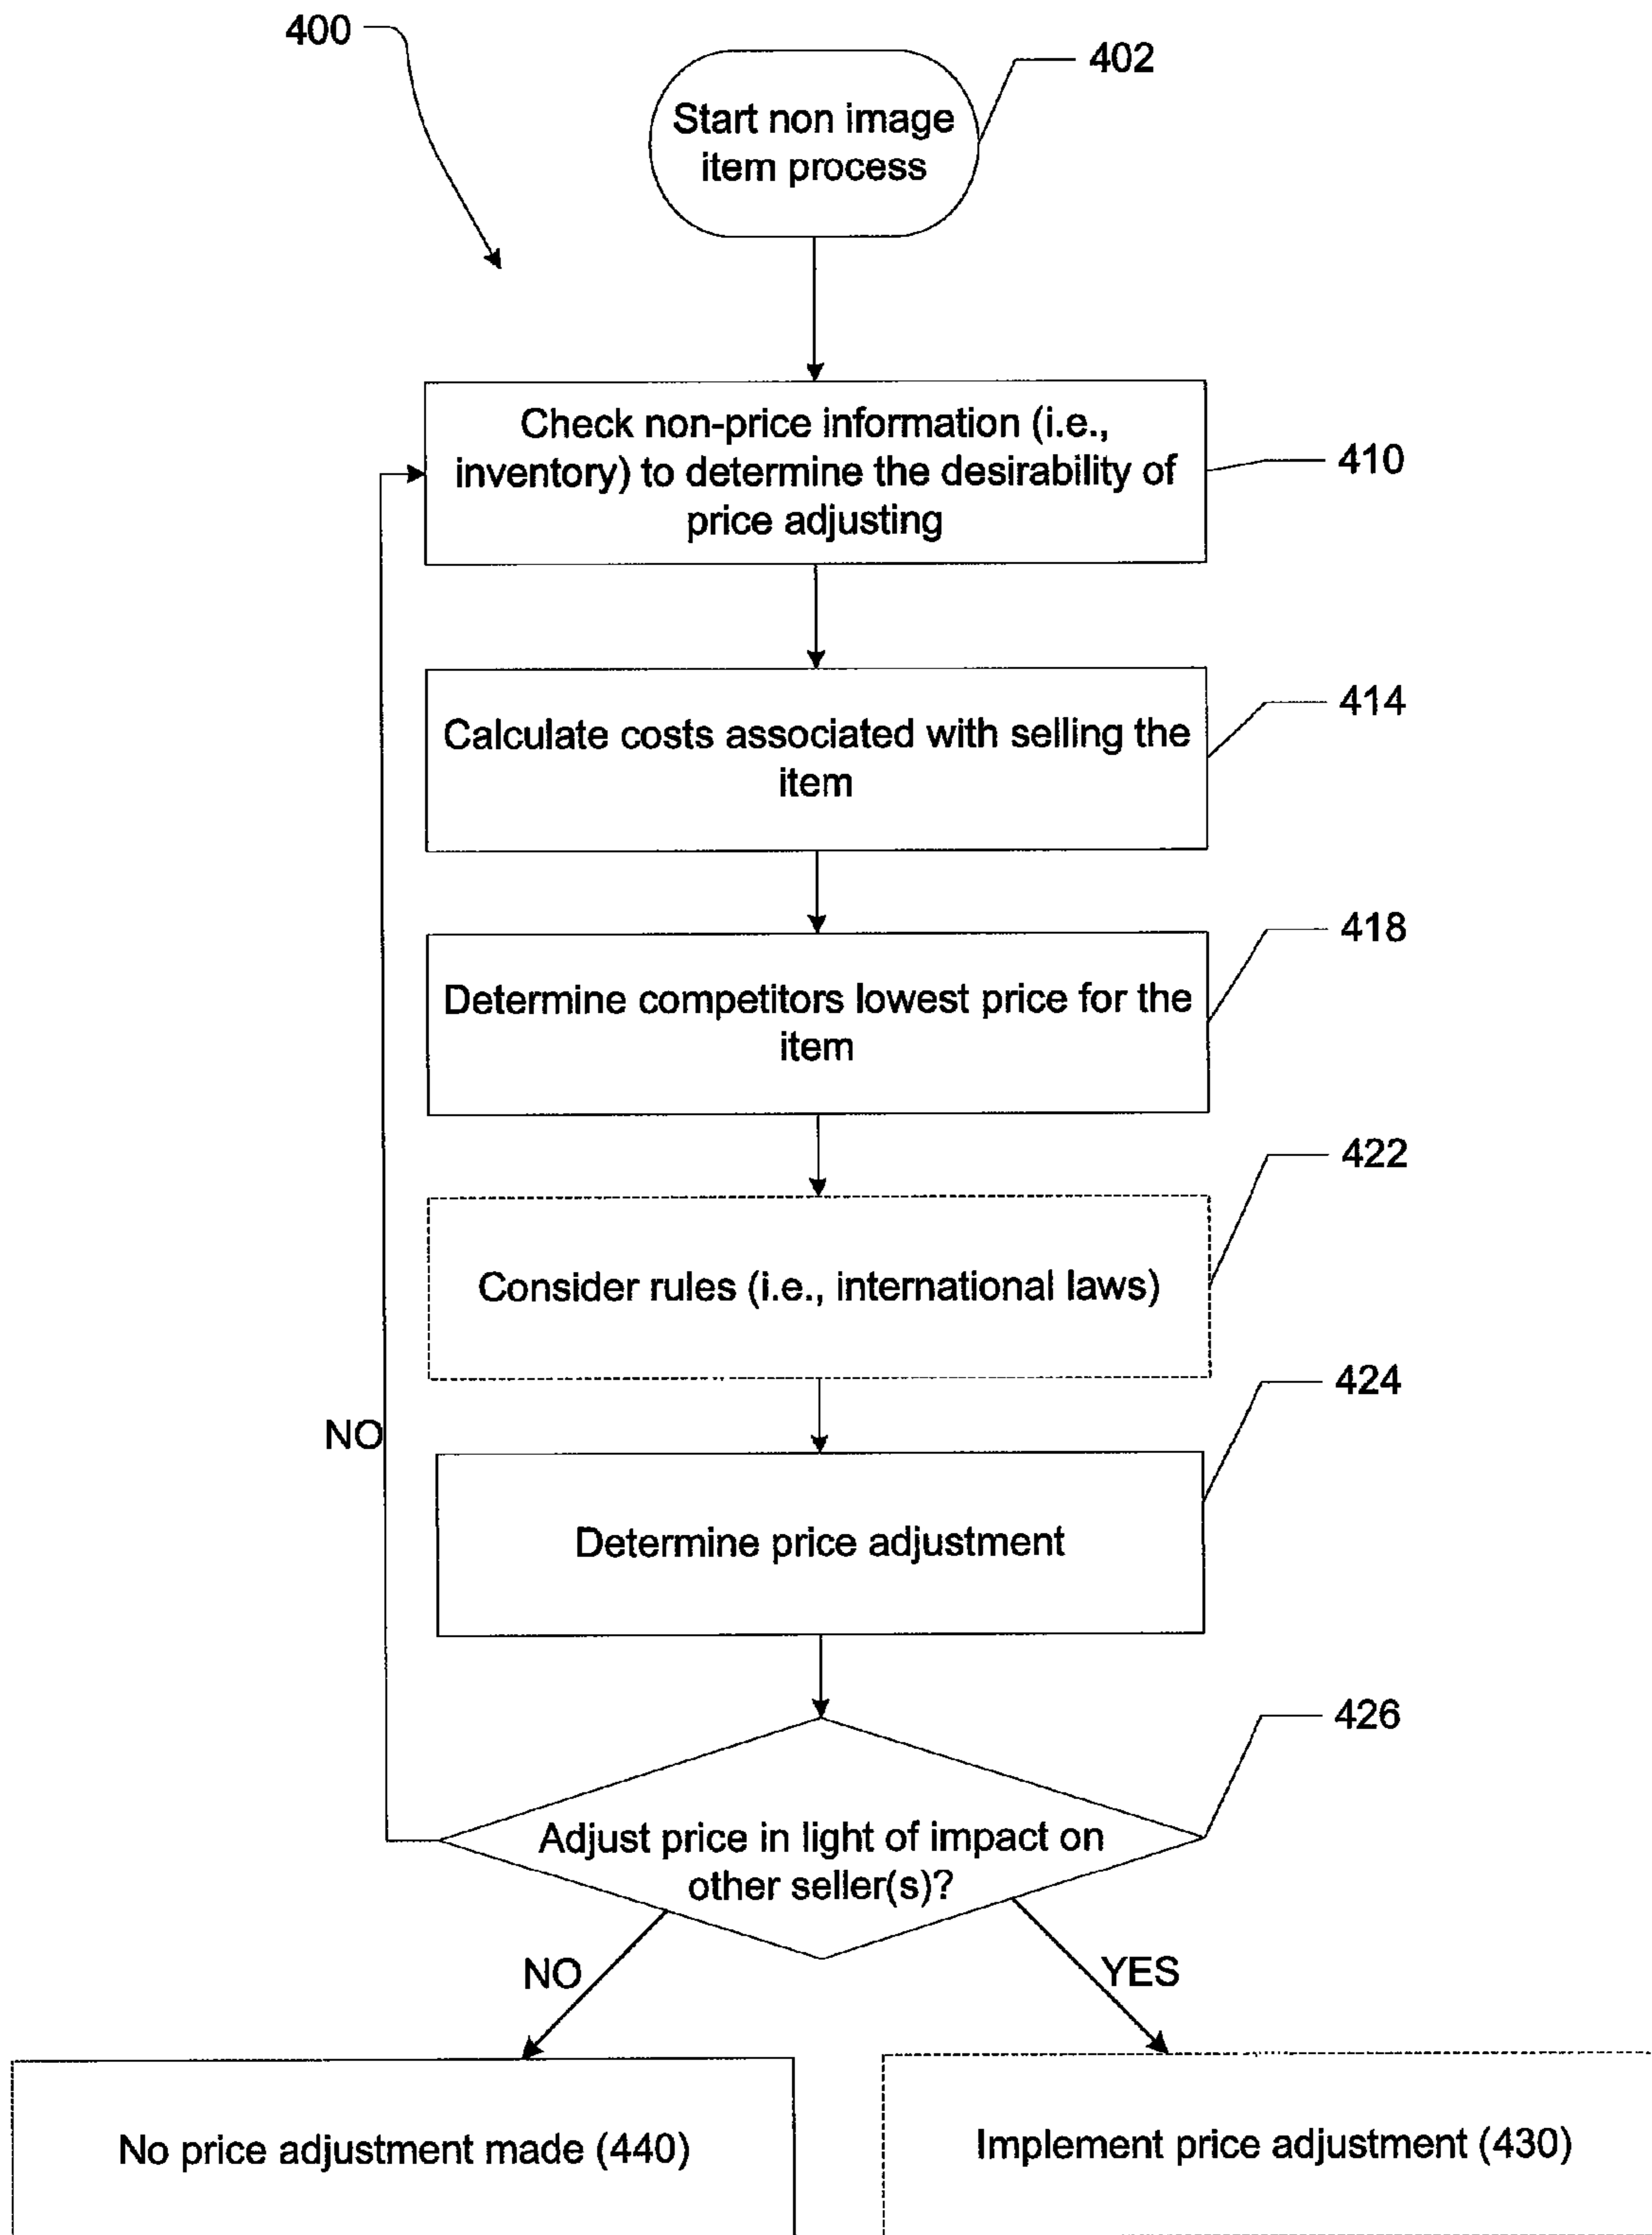 400
402
Start non image
item process
Check non-price information (i.e.,
inventory) to determine the desirability of
price adjusting
410
414
Calculate costs associated with selling the
item
418
Determine competitors lowest price for the
item
422
Consider rules (i.e., international laws)
424
NO
Determine price adjustment
426
Adjust price in light of impact on
other seller(s)?
NO
YES
No price adjustment made (440)
Implement price adjustment (430)